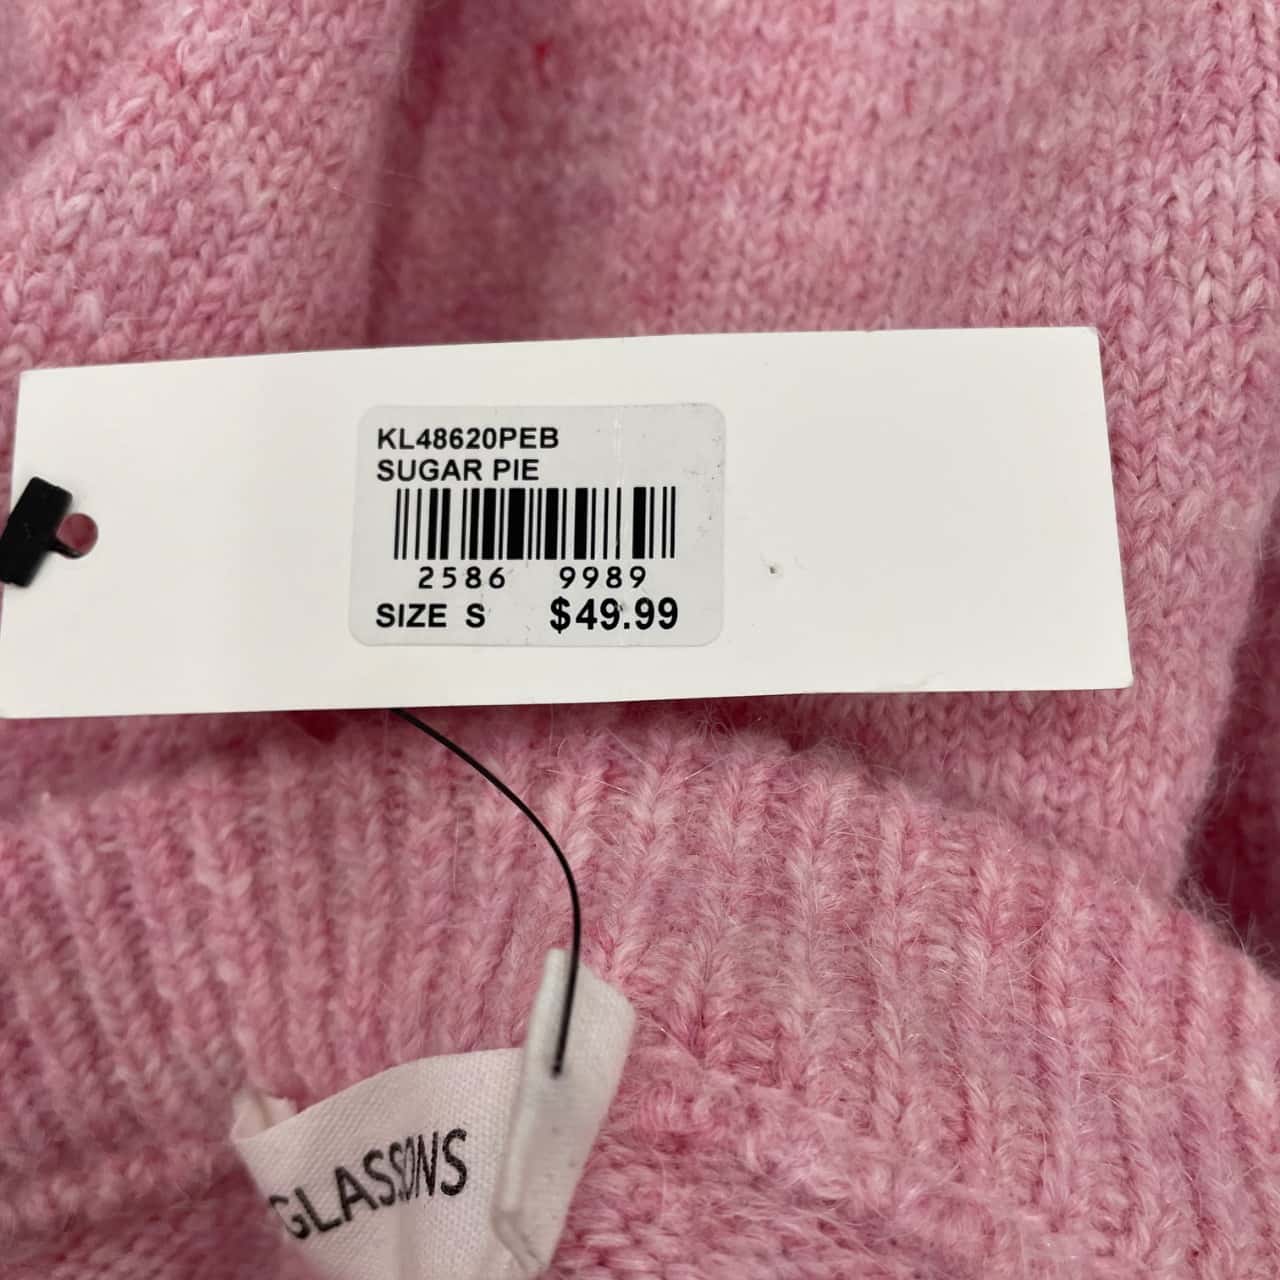 KL48620PEB
SUGAR PIE
2586 9989
SIZE S $49.99
GLASSONS